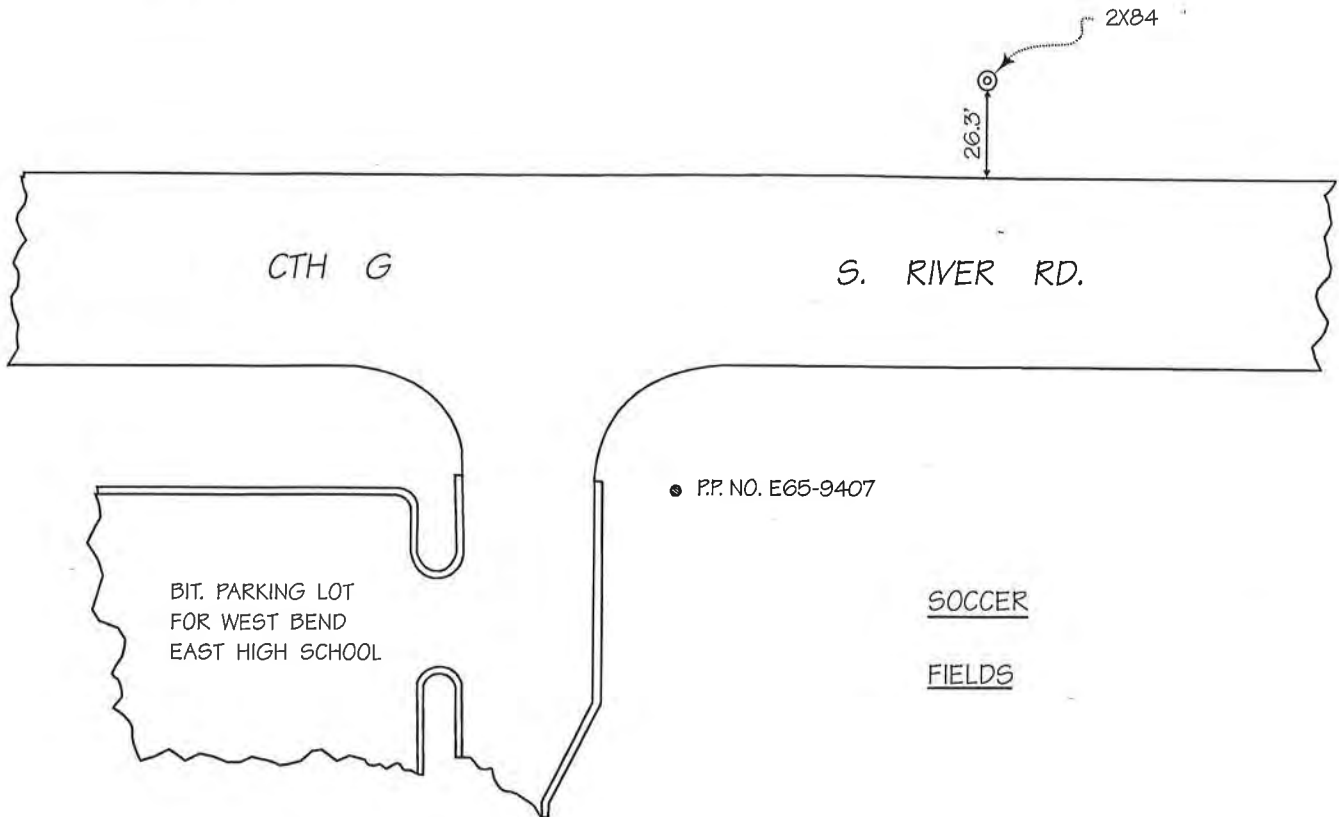 2X84
26.3'
CTH G
S. RIVER RD.
P.P. NO. E65-9407
BIT. PARKING LOT
FOR WEST BEND
EAST HIGH SCHOOL
SOCCER
FIELDS